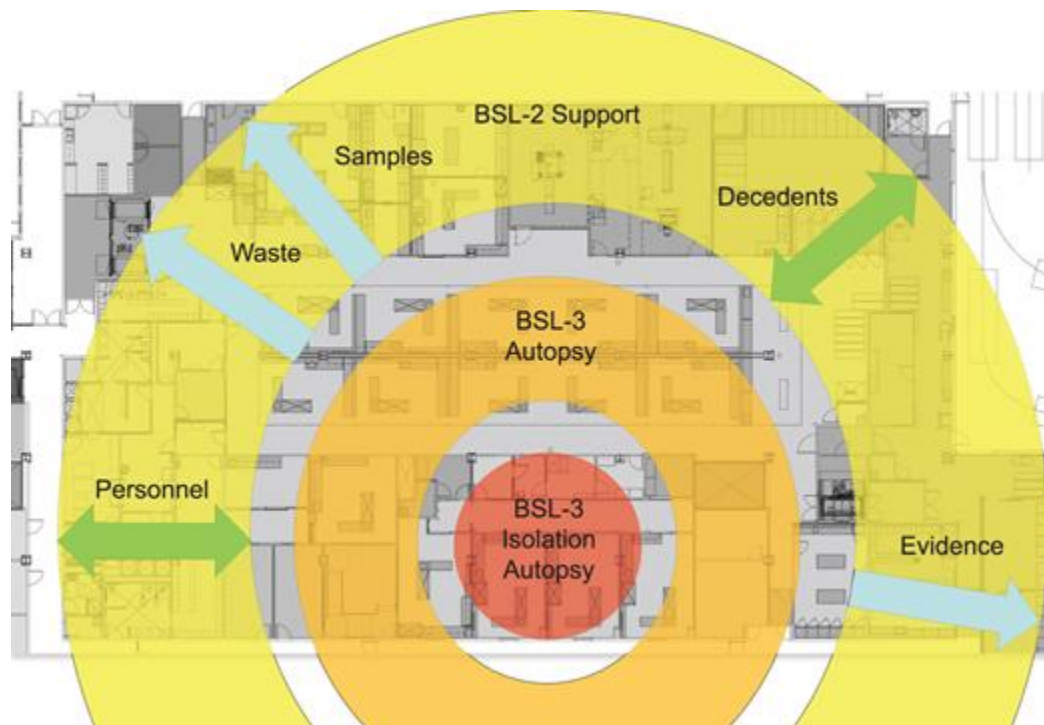 BSL-2 Support
Samples
Decedents
Waste
BSL-3
Autopsy
Personnel
BSL-3
Isolation
Autopsy
Evidence